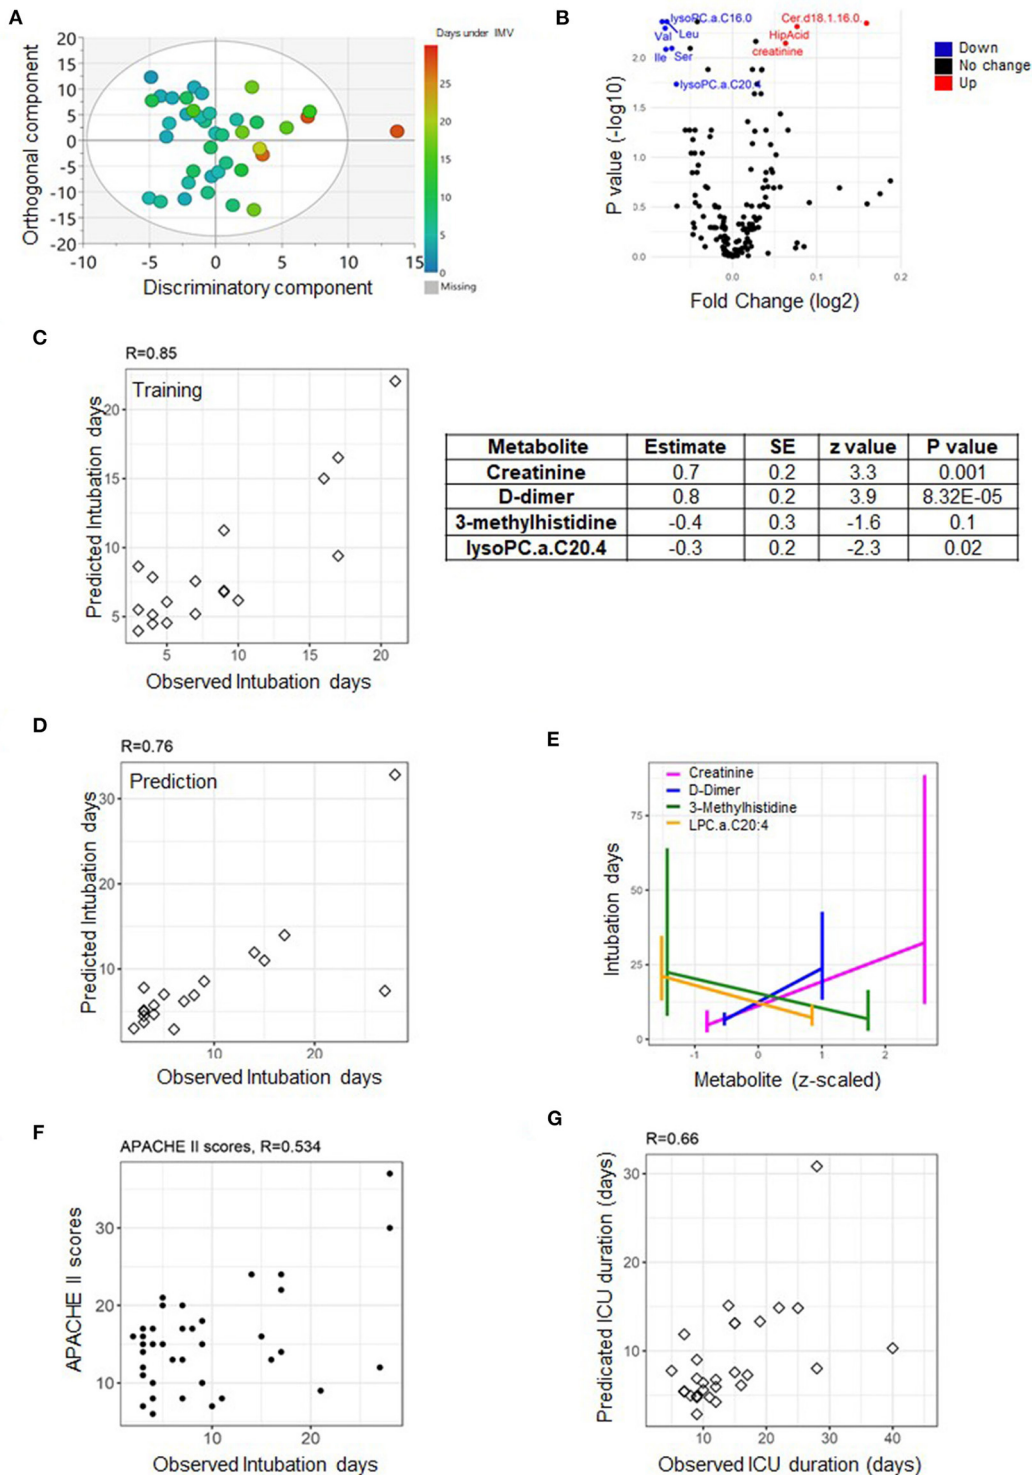 A
Days under IMV
Orthogonal component
20
15
10
5
0
-5
-10
-15
-20
-10
-5
0
5
10
15
Discriminatory component
25
20
15
10
5
0
Missing
B
P value (-log10)
2.0
1.5
1.0
0.5
0.0
lysoPC.a.C16.0
Val
Leu
Ile
Ser
lysoPC.a.C20.4
Cer.d18.1.16.0.
HipAcid
creatinine
0.0
0.1
0.2
Fold Change (log2)
Down
No change
Up
C
R=0.85
Training
Predicted Intubation days
20
15
10
5
5
10
15
20
Observed Intubation days
Metabolite Estimate SE z value P value
Creatinine 0.7 0.2 3.3 0.001
D-dimer 0.8 0.2 3.9 8.32E-05
3-methylhistidine -0.4 0.3 -1.6 0.1
lysoPC.a.C20.4 -0.3 0.2 -2.3 0.02
D
R=0.76
Prediction
Predicted Intubation days
30
20
10
10
20
Observed Intubation days
E
Creatinine
D-Dimer
3-Methylhistidine
LPC.a.C20:4
Intubation days
75
50
25
0
-1
0
1
2
Metabolite (z-scaled)
F
APACHE II scores, R=0.534
APACHE II scores
30
20
10
10
20
Observed Intubation days
G
R=0.66
Predicated ICU duration (days)
30
20
10
10
20
30
40
Observed ICU duration (days)